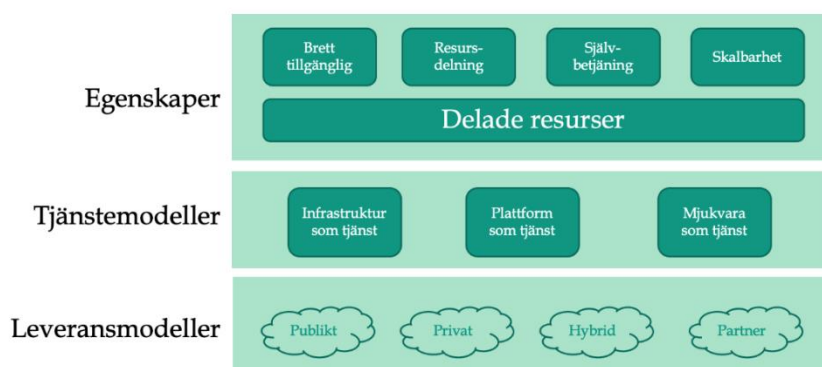 Egenskaper
Brett
tillgänglig
Resurs-
delning
Själv-
betjäning
Skalbarhet
Delade resurser
Tjänstemodeller
Infrastruktur
som tjänst
Plattform
som tjänst
Mjukvara
som tjänst
Leveransmodeller
Publikt
Privat
Hybrid
Partner